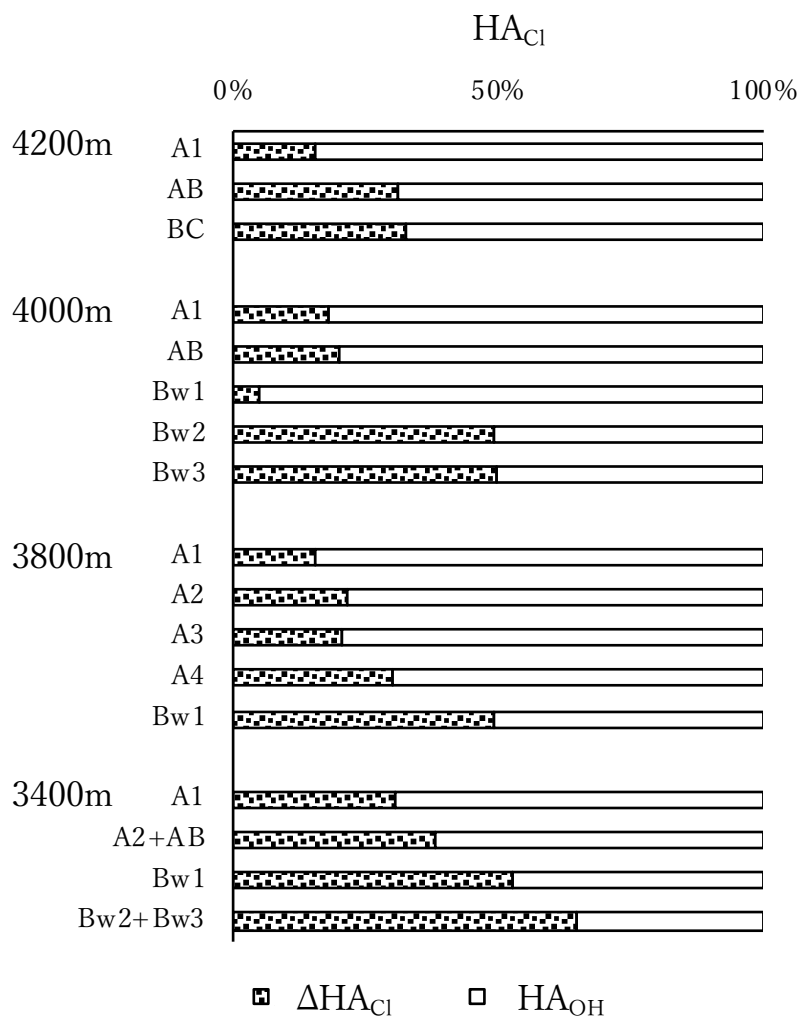 HACl
0% 50% 100%
4200m A1
AB
BC
4000m A1
AB
Bw1
Bw2
Bw3
3800m A1
A2
A3
A4
Bw1
3400m A1
A2+AB
Bw1
Bw2+Bw3
ΔHACl HAOH